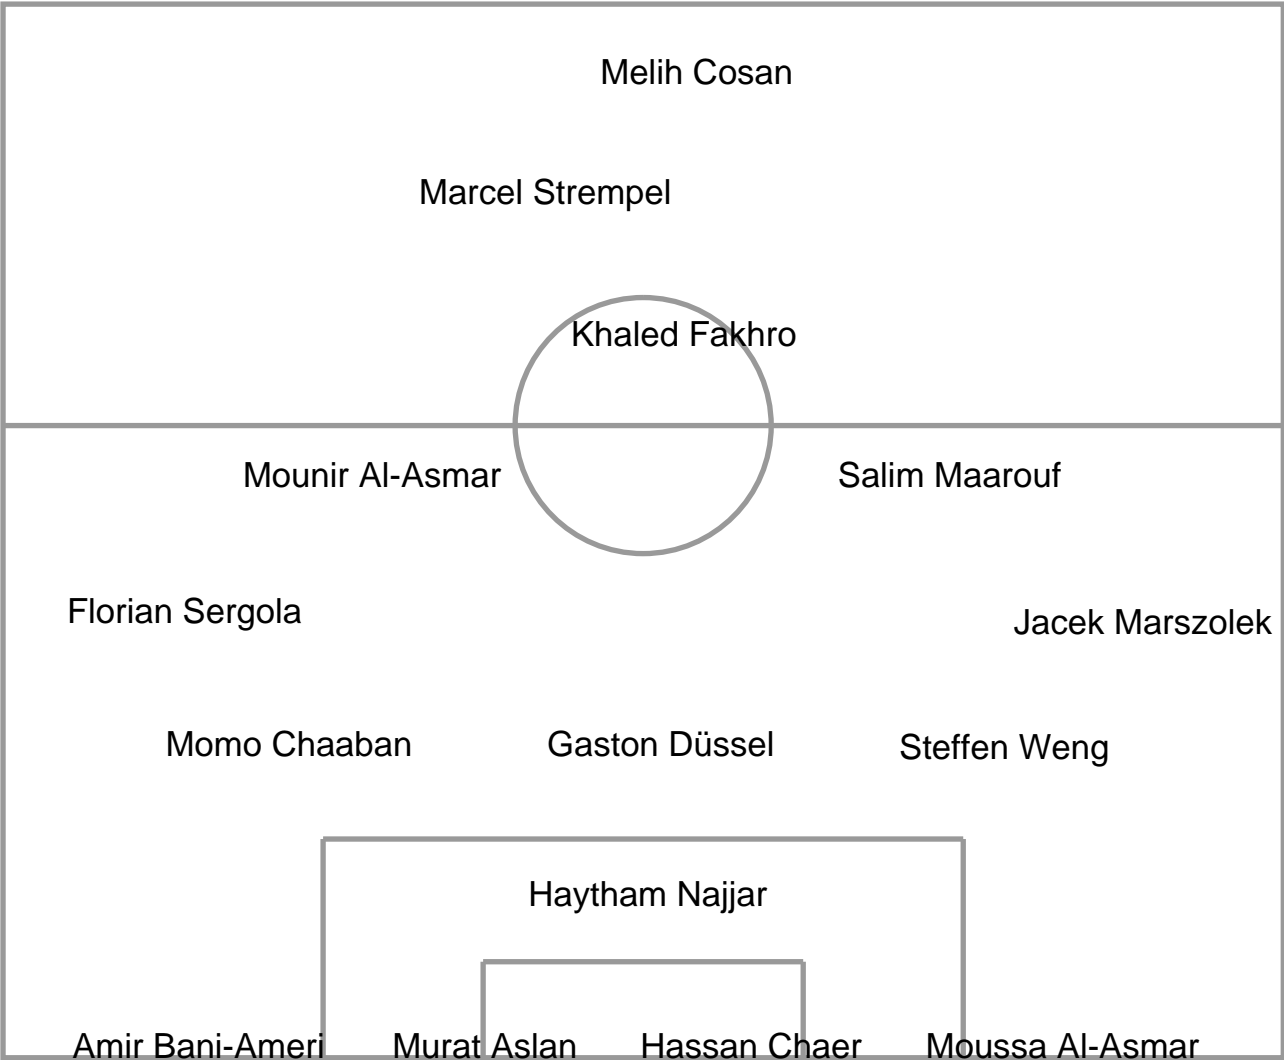 Melih Cosan
Marcel Strempel
Khaled Fakhro
Mounir Al-Asmar
Salim Maarouf
Florian Sergola
Jacek Marszolek
Momo Chaaban
Gaston Düssel
Steffen Weng
Haytham Najjar
Amir Bani-Ameri
Murat Aslan
Hassan Chaer
Moussa Al-Asmar